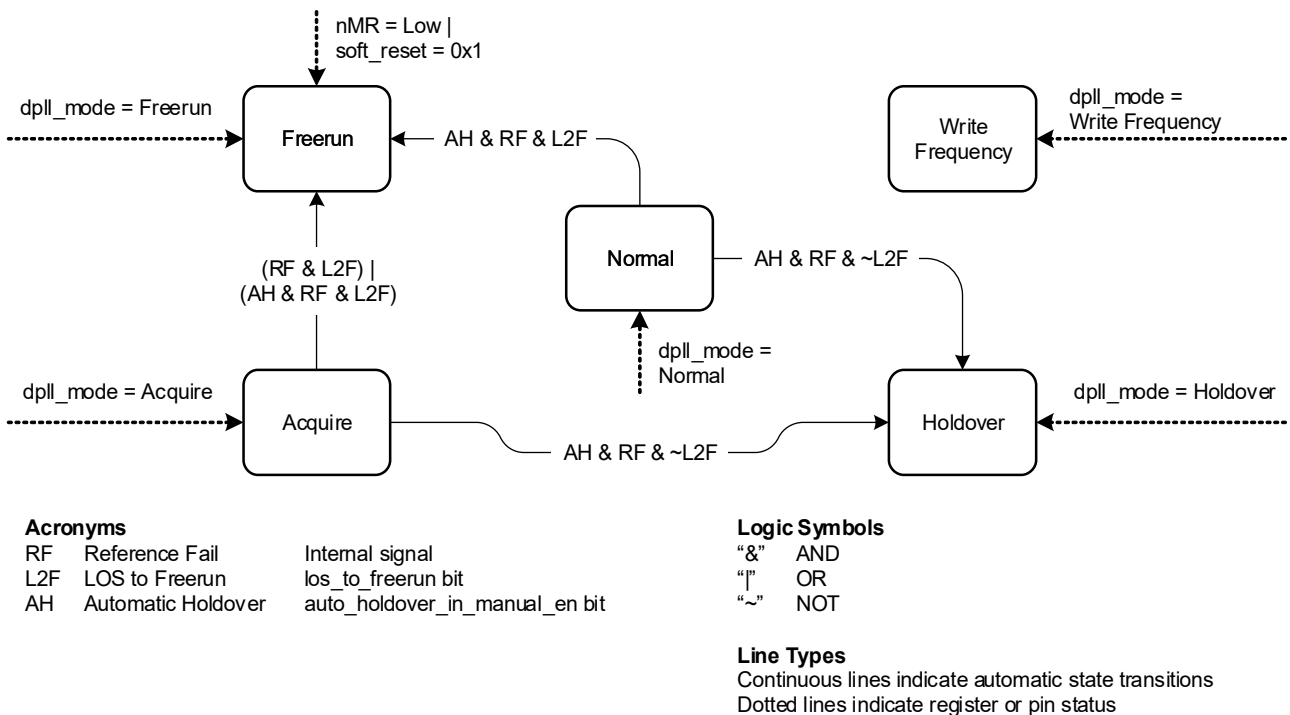 nMR = Low |
soft_reset = 0x1
dpll_mode = Freerun
Freerun
AH & RF & L2F
Write
Frequency
dpll_mode =
Write Frequency
(RF & L2F) |
(AH & RF & L2F)
Normal
AH & RF & ~L2F
dpll_mode =
Normal
dpll_mode = Acquire
Acquire
AH & RF & ~L2F
Holdover
dpll_mode = Holdover
Acronyms
RF Reference Fail Internal signal
L2F LOS to Freerun los_to_freerun bit
AH Automatic Holdover auto_holdover_in_manual_en bit
Logic Symbols
“&” AND
“|” OR
“~” NOT
Line Types
Continuous lines indicate automatic state transitions
Dotted lines indicate register or pin status